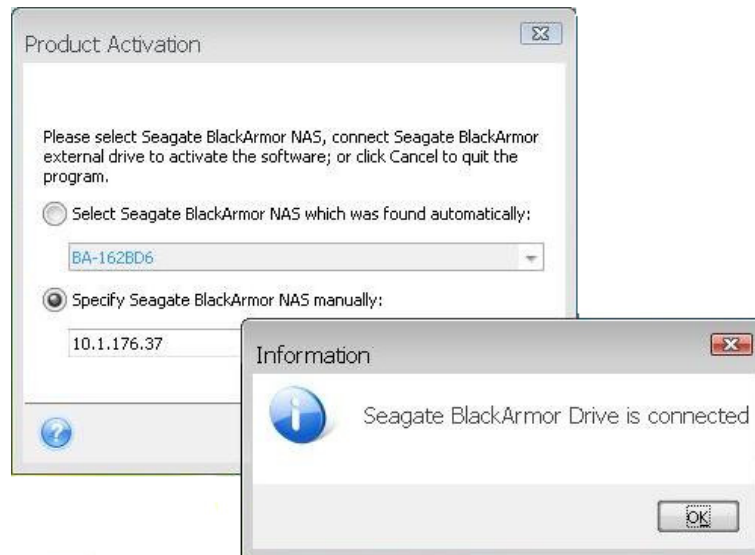 Product Activation
Please select Seagate BlackArmor NAS, connect Seagate BlackArmor
external drive to activate the software; or click Cancel to quit the
program.
Select Seagate BlackArmor NAS which was found automatically:
BA-162BD6
Specify Seagate BlackArmor NAS manually:
10.1.176.37
Information
Seagate BlackArmor Drive is connected
OK